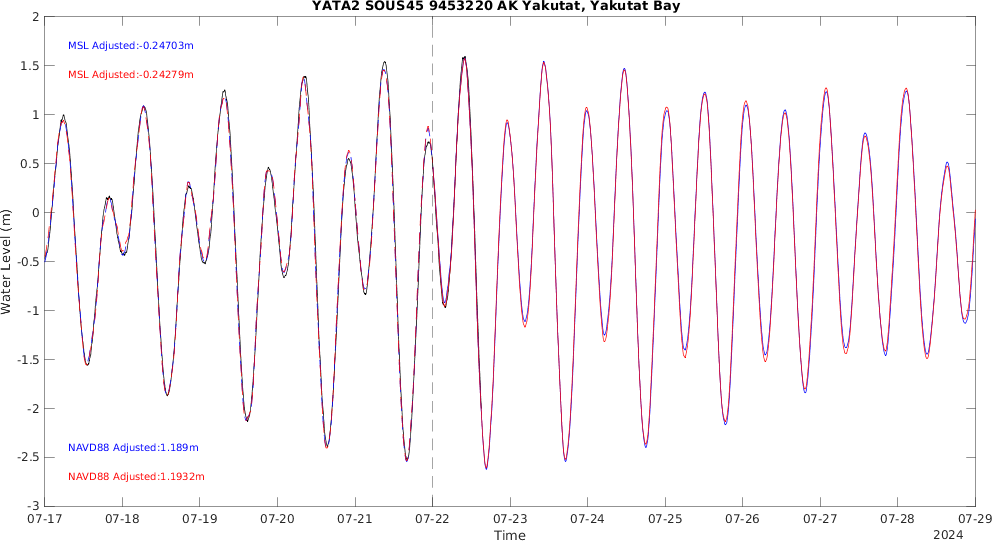 YATA2 SOUS45 9453220 AK Yakutat, Yakutat Bay
2
1.5
1
0.5
0
-0.5
-1
-1.5
-2
-2.5
-3
Water Level (m)
MSL Adjusted:-0.24703m
MSL Adjusted:-0.24279m
NAVD88 Adjusted:1.189m
NAVD88 Adjusted:1.1932m
07-17 07-18 07-19 07-20 07-21 07-22 07-23 07-24 07-25 07-26 07-27 07-28 07-29
Time
2024